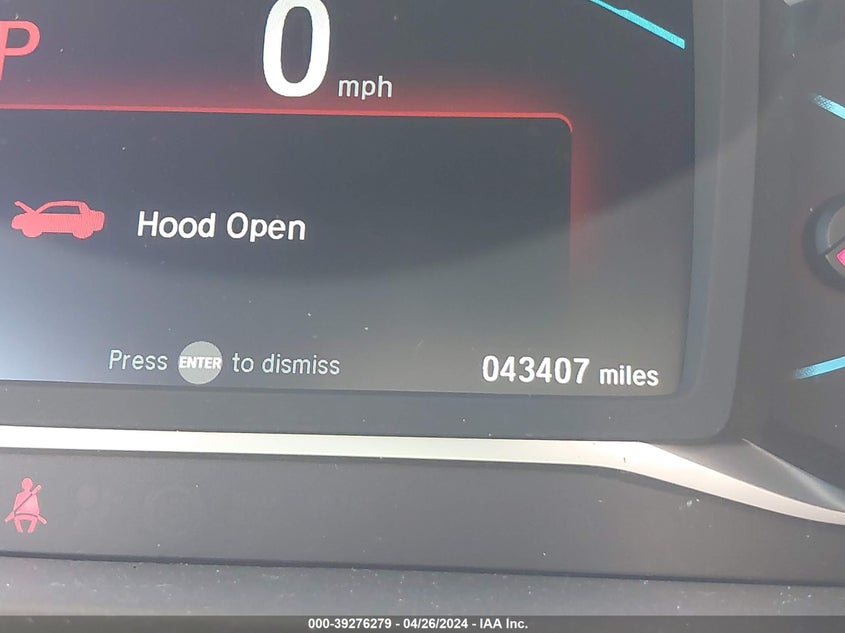 P
0 mph
Hood Open
Press ENTER to dismiss
043407 miles
000-39276279 - 04/26/2024 - IAA Inc.